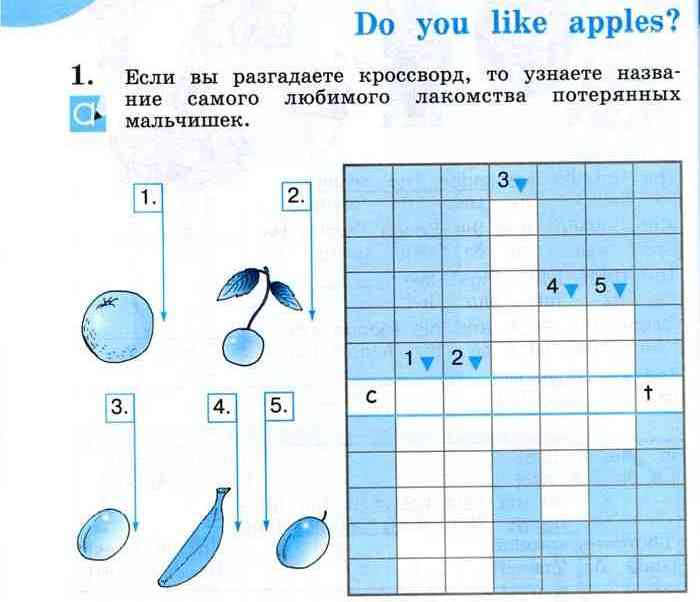 Do you like apples?
1. Если вы разгадаете кроссворд, то узнаете назва-
ние самого любимого лакомства потерянных
мальчишек.
a
1. 2.
3. 4. 5.
3
4 5
1 2
c t